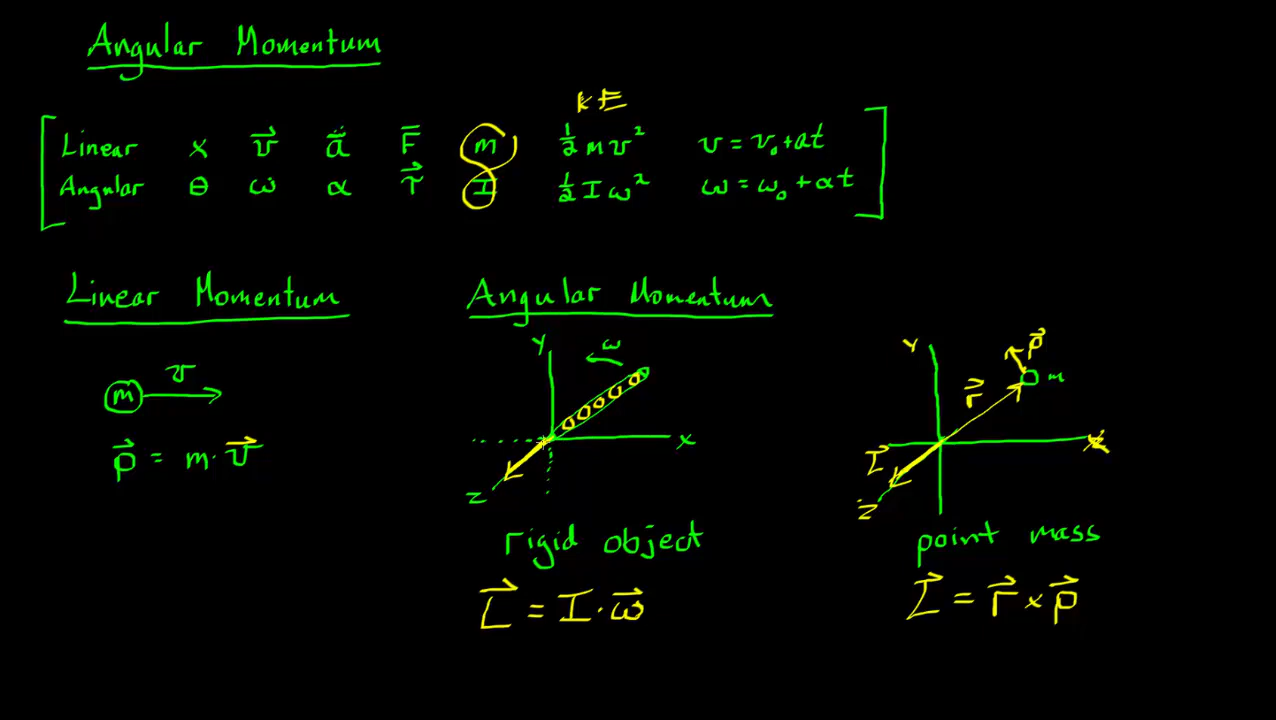 Angular Momentum
KE
Linear x v⃗ a⃗ F̅ m ½mv² v = v₀ + at
Angular θ ω α τ⃗ I ½Iω² ω = ω₀ + αt
Linear Momentum
Angular Momentum
m v
p⃗ = m·v⃗
y ω x z
y r⃗ p⃗ m x L⃗ z
rigid object
point mass
L⃗ = I·ω⃗
L⃗ = r⃗ × p⃗